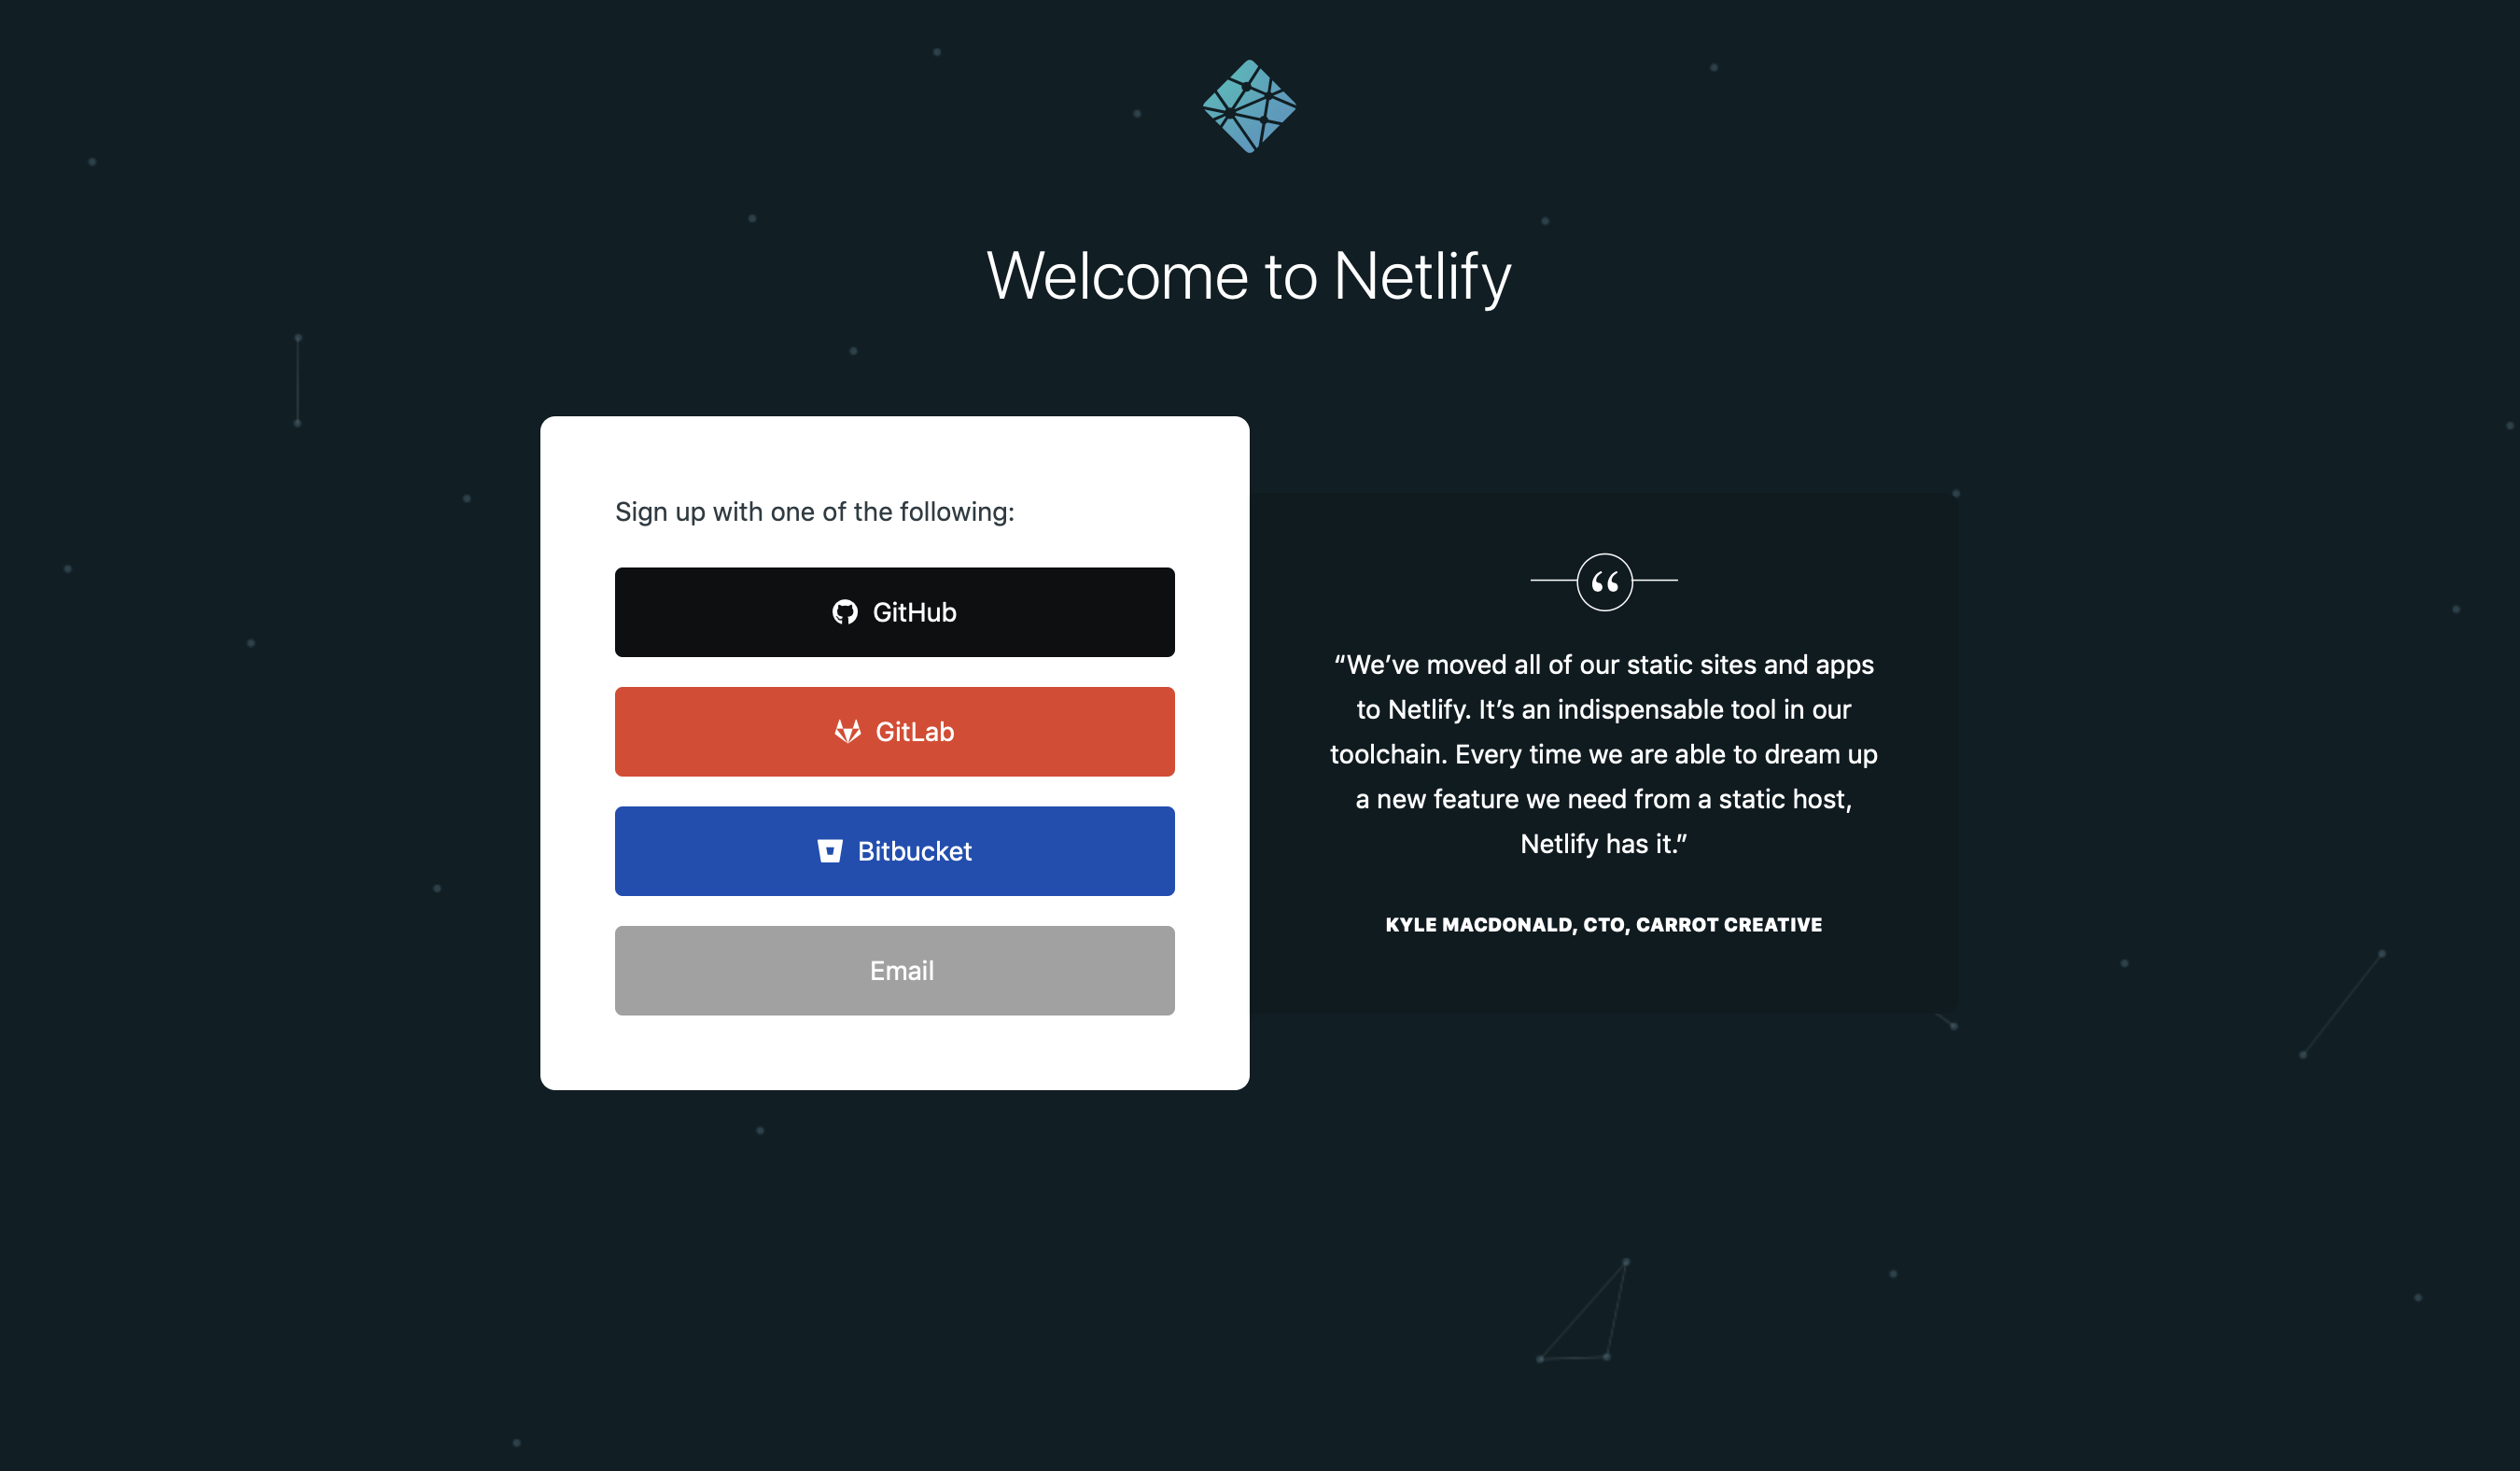 Welcome to Netlify
Sign up with one of the following:
GitHub
GitLab
Bitbucket
Email
“We’ve moved all of our static sites and apps
to Netlify. It’s an indispensable tool in our
toolchain. Every time we are able to dream up
a new feature we need from a static host,
Netlify has it.”
KYLE MACDONALD, CTO, CARROT CREATIVE